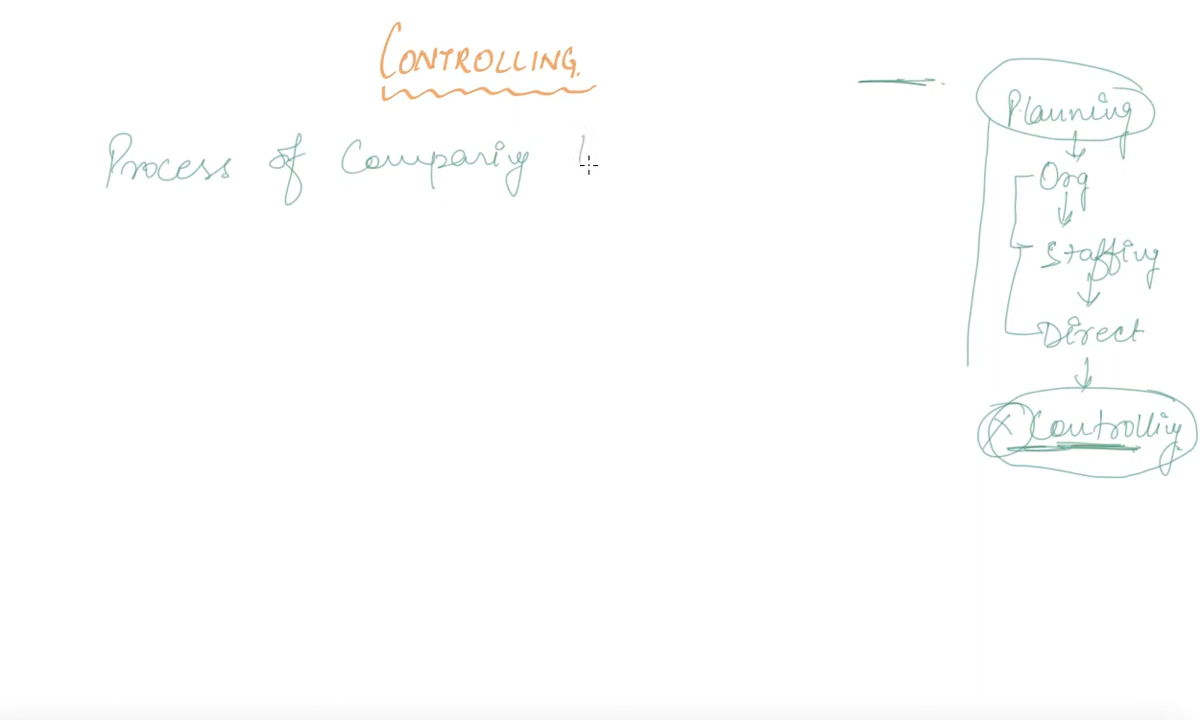 CONTROLLING.
Process of Comparing
Planning
Org
Staffing
Direct
Controlling